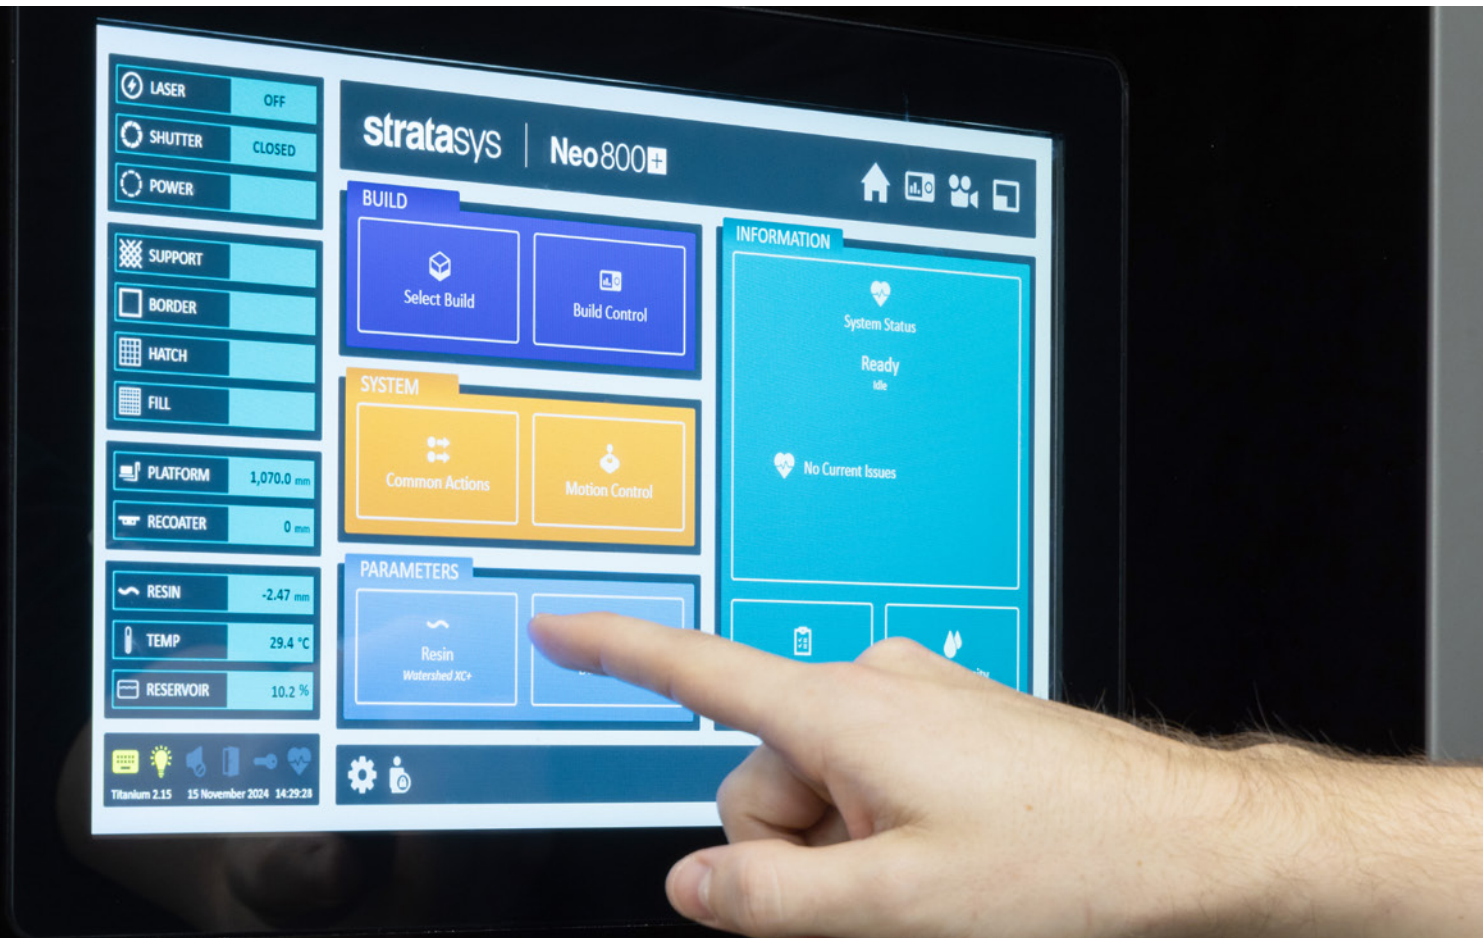 LASER OFF
SHUTTER CLOSED
POWER
SUPPORT
BORDER
HATCH
FILL
PLATFORM 1,070.0 mm
RECOATER 0 mm
RESIN -2.47 mm
TEMP 29.4 °C
RESERVOIR 10.2 %
Titanium 2.15 15 November 2024 14:29:28
stratasys Neo800+
BUILD
Select Build
Build Control
SYSTEM
Common Actions
Motion Control
PARAMETERS
Resin
Watershed XC+
INFORMATION
System Status
Ready
Idle
No Current Issues